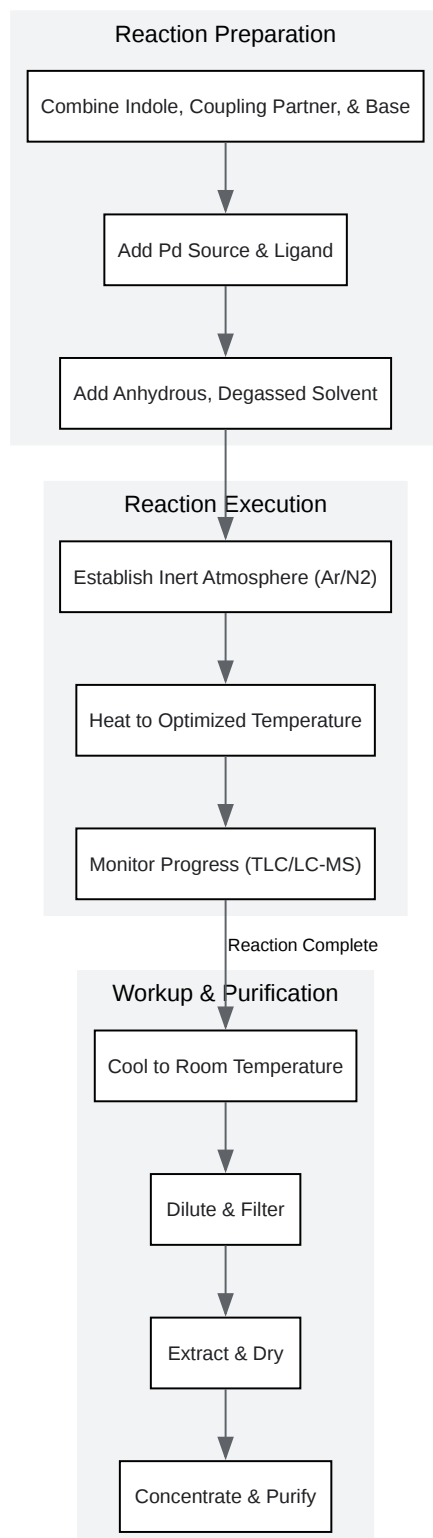 Reaction Preparation
Combine Indole, Coupling Partner, & Base
Add Pd Source & Ligand
Add Anhydrous, Degassed Solvent
Reaction Execution
Establish Inert Atmosphere (Ar/N2)
Heat to Optimized Temperature
Monitor Progress (TLC/LC-MS)
Reaction Complete
Workup & Purification
Cool to Room Temperature
Dilute & Filter
Extract & Dry
Concentrate & Purify